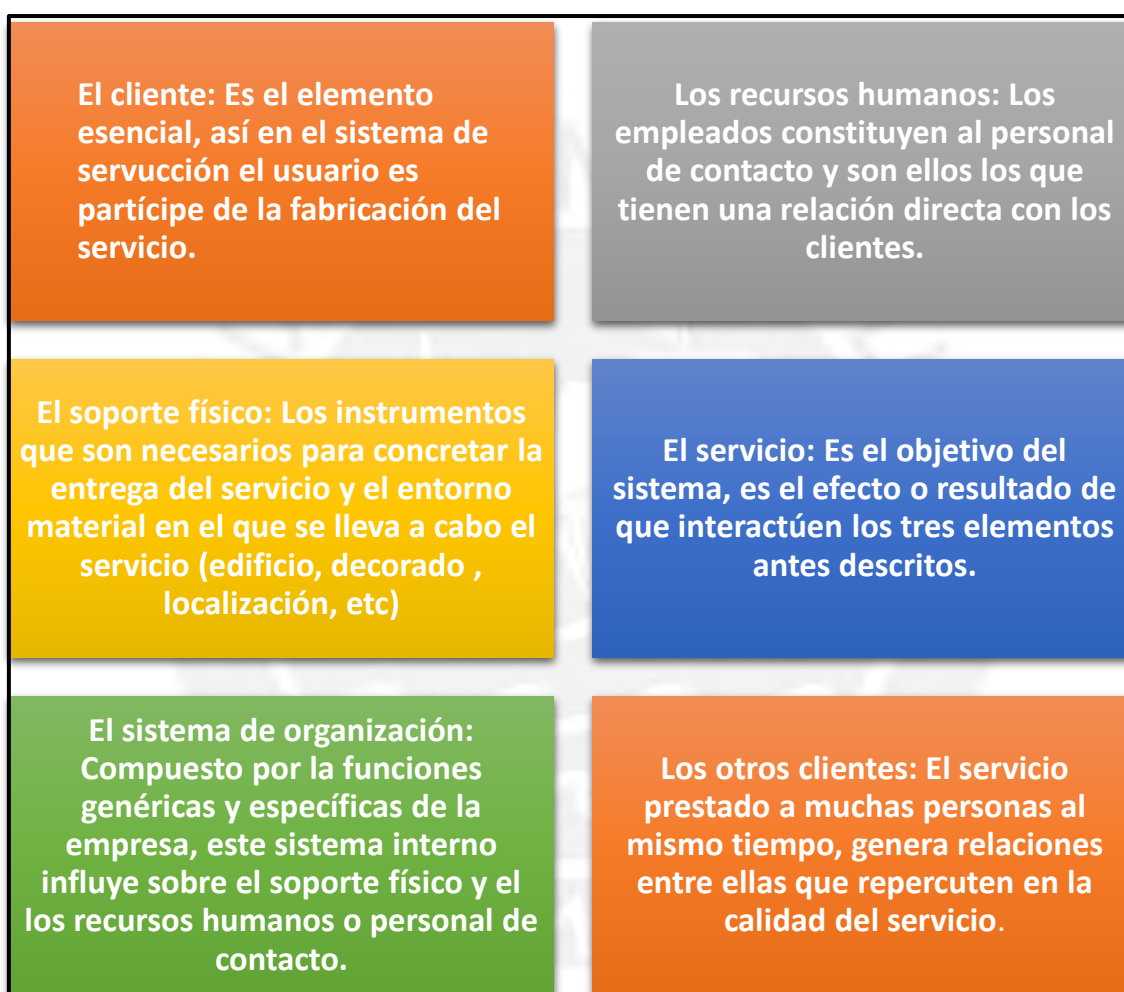 El cliente: Es el elemento
esencial, así en el sistema de
servucción el usuario es
partícipe de la fabricación del
servicio.
Los recursos humanos: Los
empleados constituyen al personal
de contacto y son ellos los que
tienen una relación directa con los
clientes.
El soporte físico: Los instrumentos
que son necesarios para concretar la
entrega del servicio y el entorno
material en el que se lleva a cabo el
servicio (edificio, decorado ,
localización, etc)
El servicio: Es el objetivo del
sistema, es el efecto o resultado de
que interactúen los tres elementos
antes descritos.
El sistema de organización:
Compuesto por la funciones
genéricas y específicas de la
empresa, este sistema interno
influye sobre el soporte físico y el
los recursos humanos o personal de
contacto.
Los otros clientes: El servicio
prestado a muchas personas al
mismo tiempo, genera relaciones
entre ellas que repercuten en la
calidad del servicio.